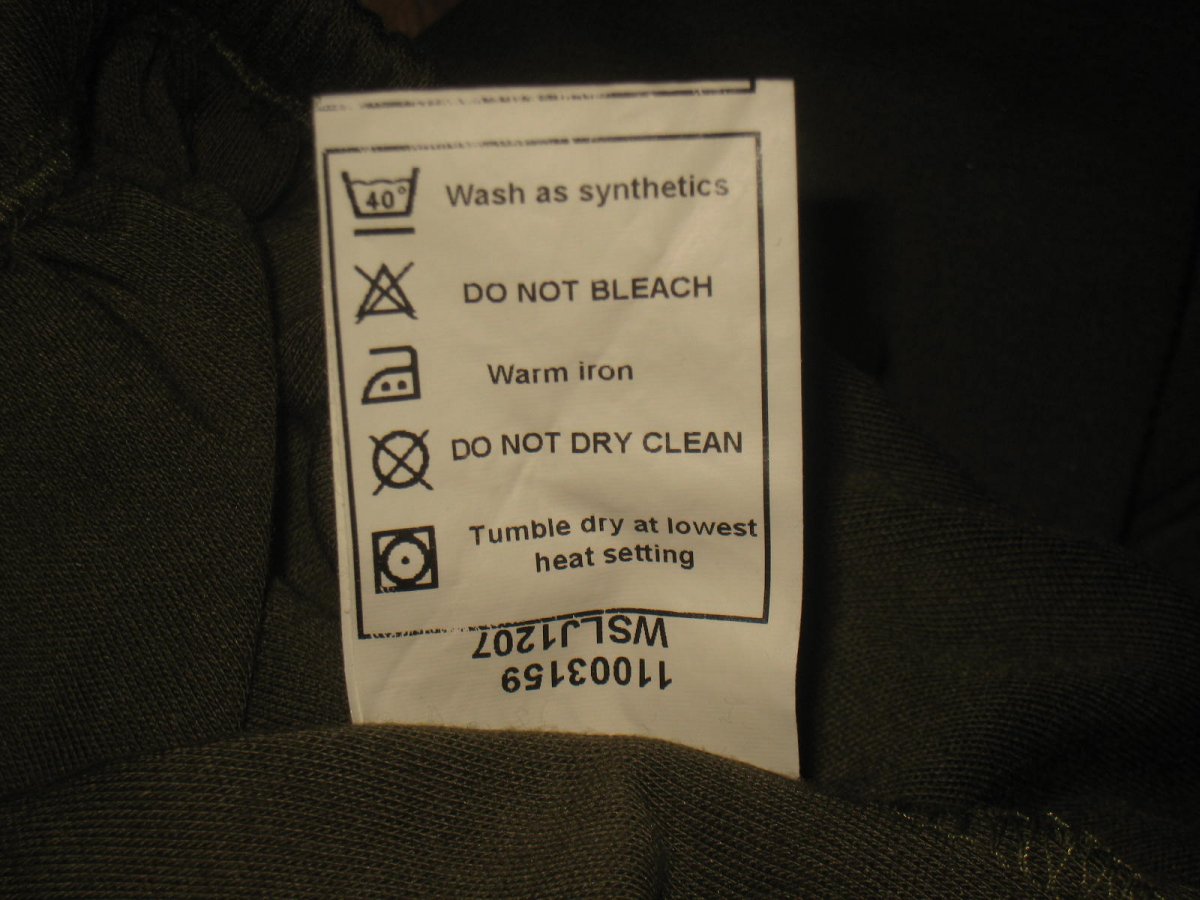 40°
Wash as synthetics
DO NOT BLEACH
Warm iron
DO NOT DRY CLEAN
Tumble dry at lowest
heat setting
11003159
WSLJ1207